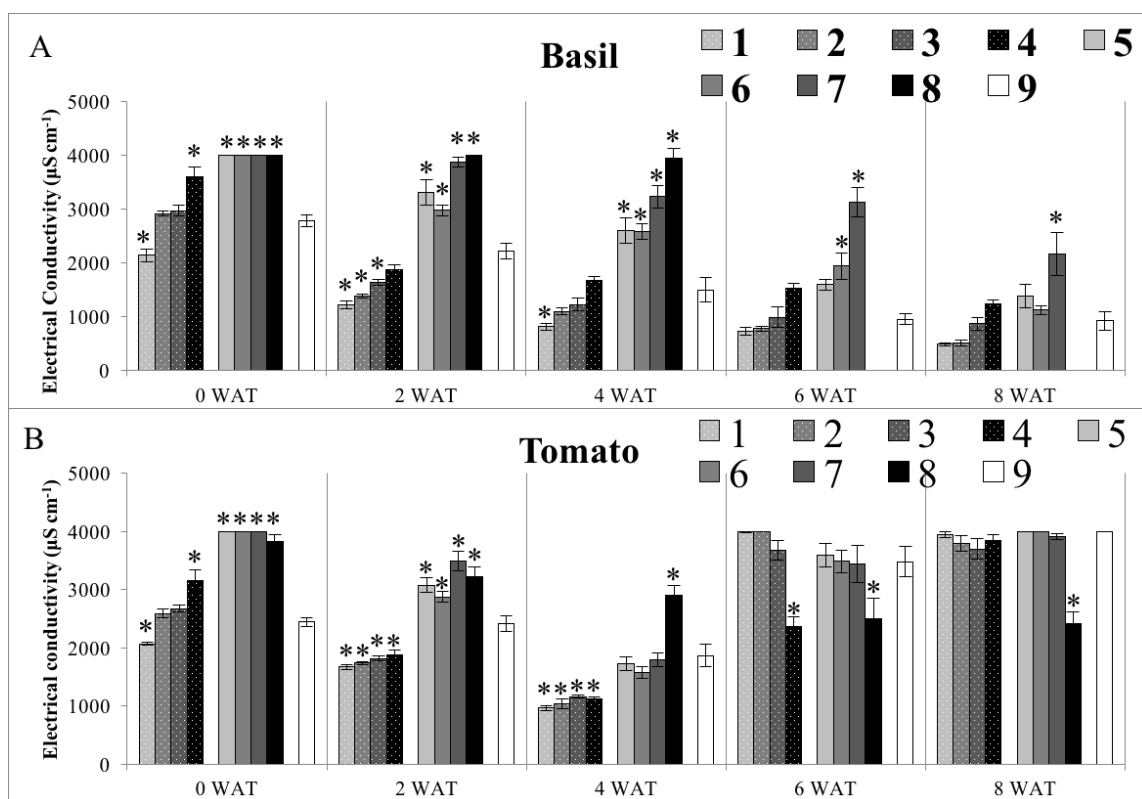 A
Basil
1 2 3 4 5
6 7 8 9
Electrical Conductivity (µS cm⁻¹)
5000
4000
3000
2000
1000
0
* * * * * *
* * * * * * *
* * * * *
* *
*
0 WAT 2 WAT 4 WAT 6 WAT 8 WAT
B
Tomato
1 2 3 4 5
6 7 8 9
Electrical conductivity (µS cm⁻¹)
5000
4000
3000
2000
1000
0
* * * * * *
* * * * * * * *
* * * * *
* *
*
0 WAT 2 WAT 4 WAT 6 WAT 8 WAT